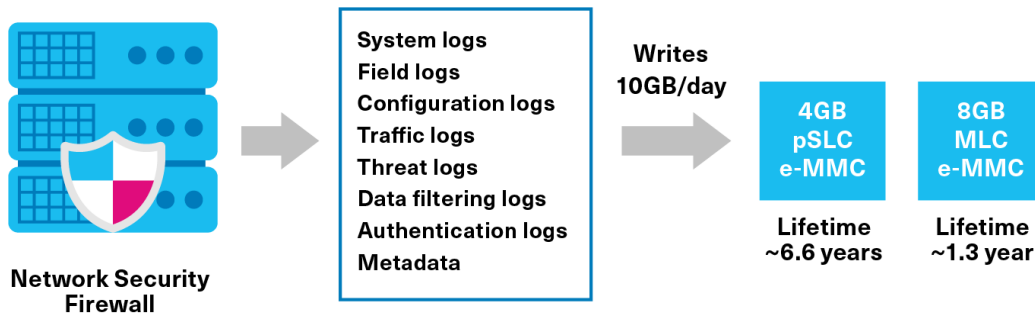 Network Security
Firewall
System logs
Field logs
Configuration logs
Traffic logs
Threat logs
Data filtering logs
Authentication logs
Metadata
Writes
10GB/day
4GB
pSLC
e-MMC
Lifetime
~6.6 years
8GB
MLC
e-MMC
Lifetime
~1.3 year